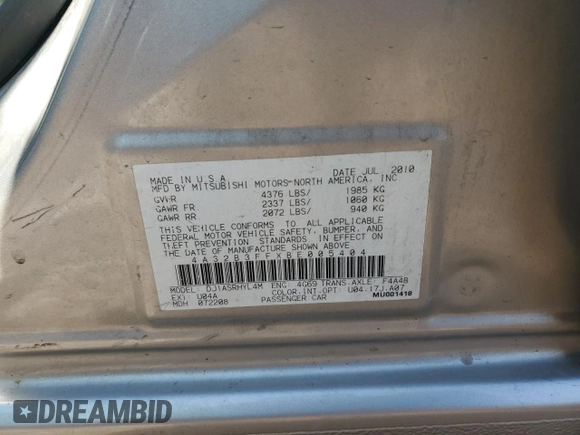 MADE IN U.S.A. DATE JUL 2010
MFD BY MITSUBISHI MOTORS-NORTH AMERICA, INC
GVWR 4376 LBS/ 1985 KG
GAWR FR 2337 LBS/ 1060 KG
GAWR RR 2072 LBS/ 940 KG
THIS VEHICLE CONFORMS TO ALL APPLICABLE
FEDERAL MOTOR VEHICLE SAFETY, BUMPER, AND
THEFT PREVENTION STANDARDS IN EFFECT ON
THE DATE OF MANUFACTURE SHOWN ABOVE.
4A32B3FFXBE005404
MODEL: DJ1ASRHYL4M ENG: 4G69 TRANS.AXLE: F4A4B
EXT: U04A COLOR.INT.OPT: U04.17J.A07
MDH 072208 PASSENGER CAR MU001418
DREAMBID